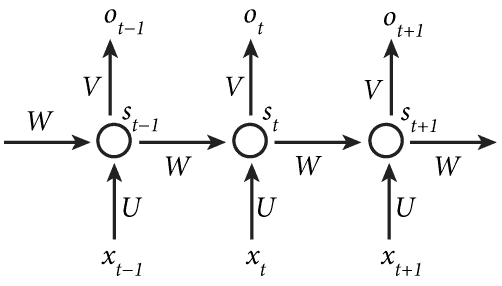 o_{t-1} o_t o_{t+1}
V V V
s_{t-1} s_t s_{t+1}
W W W W
U U U
x_{t-1} x_t x_{t+1}